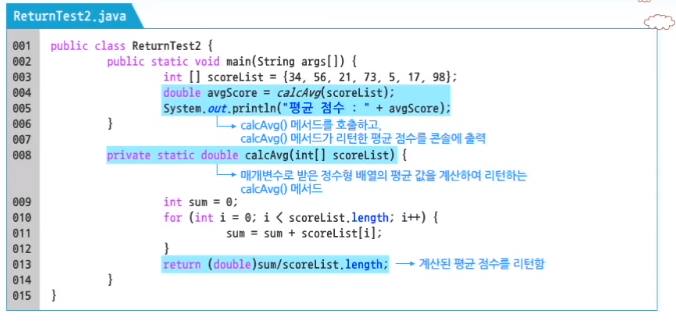 ReturnTest2.java
001 public class ReturnTest2 {
002 public static void main(String args[]) {
003 int [] scoreList = {34, 56, 21, 73, 5, 17, 98};
004 double avgScore = calcAvg(scoreList);
005 System.out.println("평균 점수 : " + avgScore);
006 }
calcAvg() 메서드를 호출하고,
007
calcAvg() 메서드가 리턴한 평균 점수를 콘솔에 출력
008 private static double calcAvg(int[] scoreList) {
매개변수로 받은 정수형 배열의 평균 값을 계산하여 리턴하는
calcAvg() 메서드
009 int sum = 0;
010 for (int i = 0; i < scoreList.length; i++) {
011 sum = sum + scoreList[i];
012 }
013 return (double)sum/scoreList.length; → 계산된 평균 점수를 리턴함
014 }
015 }